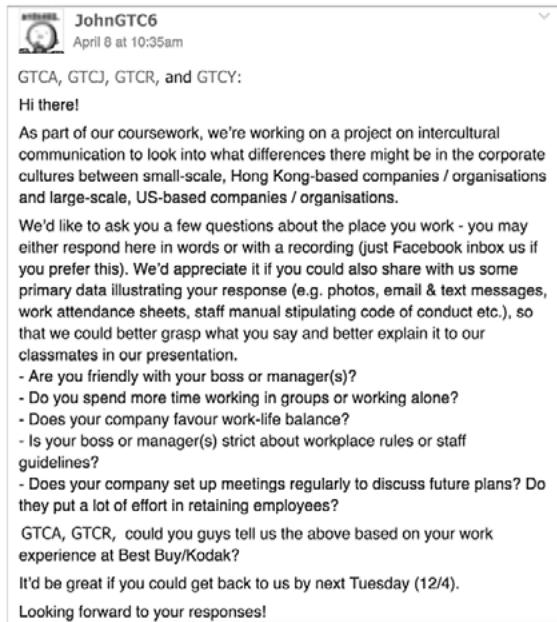 JohnGTC6
April 8 at 10:35am
GTCA, GTCJ, GTCR, and GTCY:
Hi there!
As part of our coursework, we're working on a project on intercultural
communication to look into what differences there might be in the corporate
cultures between small-scale, Hong Kong-based companies / organisations
and large-scale, US-based companies / organisations.
We'd like to ask you a few questions about the place you work - you may
either respond here in words or with a recording (just Facebook inbox us if
you prefer this). We'd appreciate it if you could also share with us some
primary data illustrating your response (e.g. photos, email & text messages,
work attendance sheets, staff manual stipulating code of conduct etc.), so
that we could better grasp what you say and better explain it to our
classmates in our presentation.
- Are you friendly with your boss or manager(s)?
- Do you spend more time working in groups or working alone?
- Does your company favour work-life balance?
- Is your boss or manager(s) strict about workplace rules or staff
guidelines?
- Does your company set up meetings regularly to discuss future plans? Do
they put a lot of effort in retaining employees?
GTCA, GTCR, could you guys tell us the above based on your work
experience at Best Buy/Kodak?
It'd be great if you could get back to us by next Tuesday (12/4).
Looking forward to your responses!